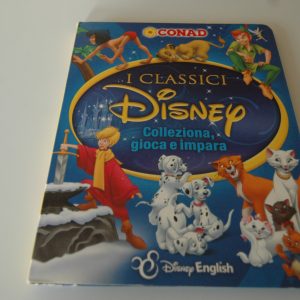 CONAD
I CLASSICI
Disney
Colleziona,
gioca e impara
Disney English